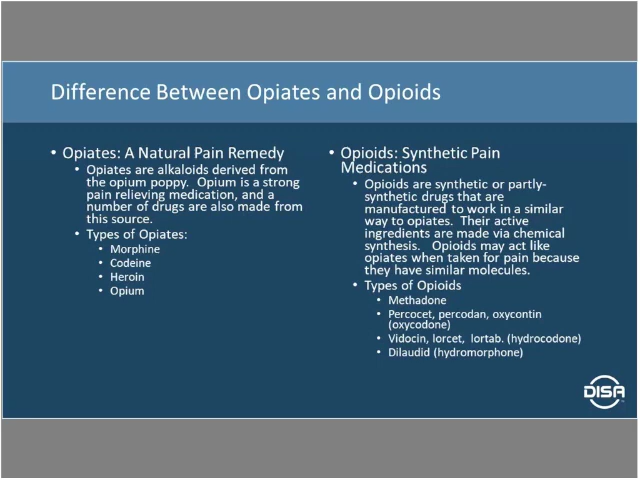 Difference Between Opiates and Opioids
• Opiates: A Natural Pain Remedy
• Opiates are alkaloids derived from
the opium poppy. Opium is a strong
pain relieving medication, and a
number of drugs are also made from
this source.
• Types of Opiates:
• Morphine
• Codeine
• Heroin
• Opium
• Opioids: Synthetic Pain
Medications
• Opioids are synthetic or partly-
synthetic drugs that are
manufactured to work in a similar
way to opiates. Their active
ingredients are made via chemical
synthesis. Opioids may act like
opiates when taken for pain because
they have similar molecules.
• Types of Opioids
• Methadone
• Percocet, percodan, oxycontin
(oxycodone)
• Vidocin, lorcet, lortab. (hydrocodone)
• Dilaudid (hydromorphone)
DISA